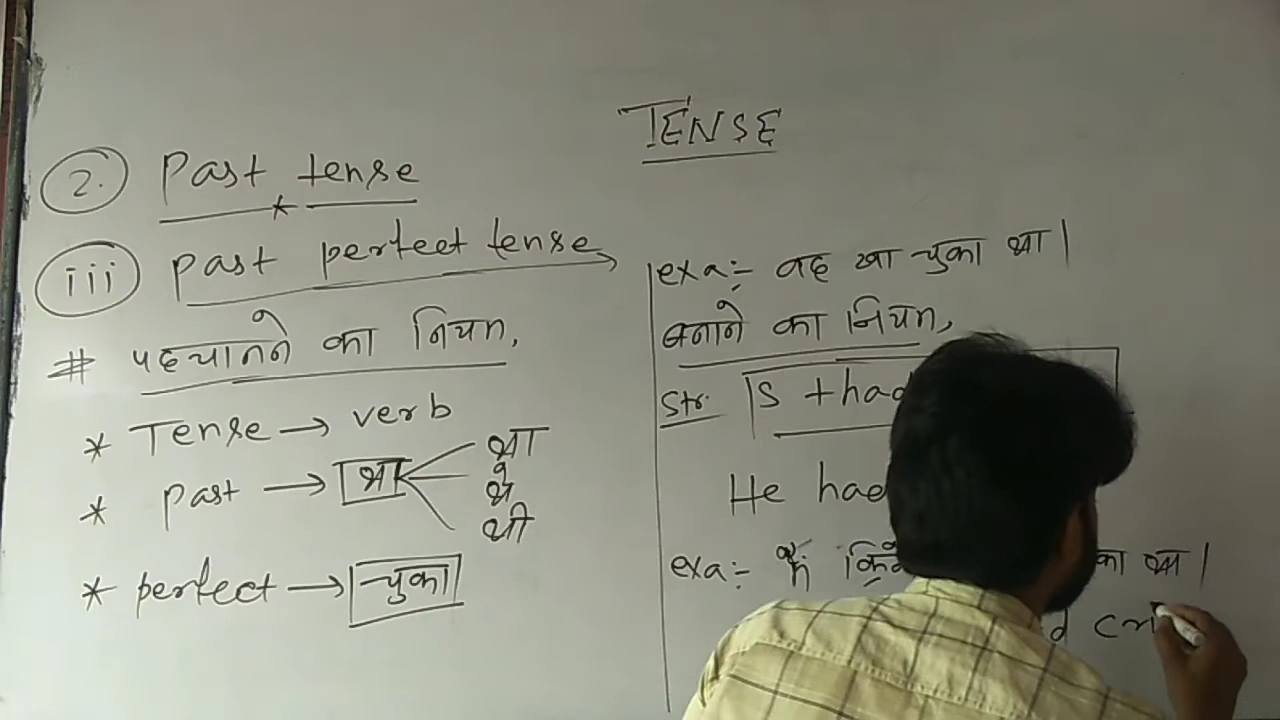 TENSE
2. Past tense
iii Past perfect tense
# पहचानने का नियम,
* Tense → verb
* Past → था
था
थे
थी
* perfect → चुका
exa:- वह खा चुका था।
बनाने का नियम,
Str. S + had
He had
exa:- मैं का था।
cri